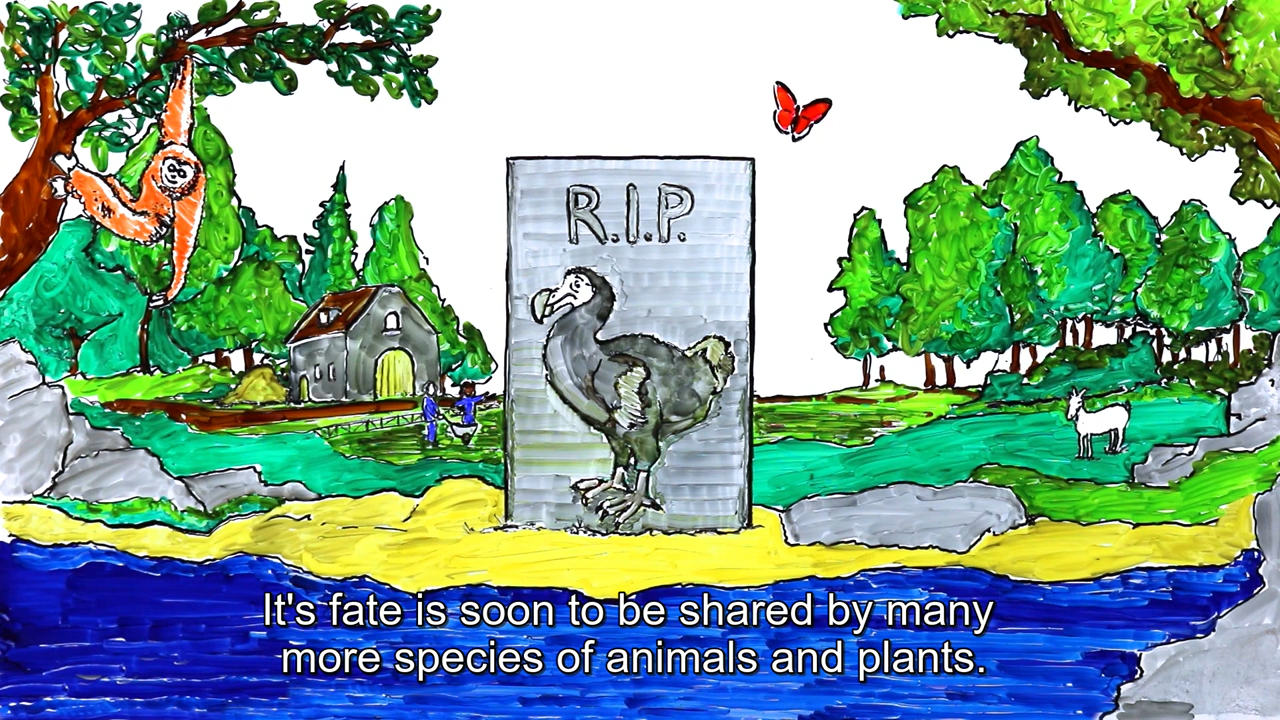 R.I.P.
It's fate is soon to be shared by many
more species of animals and plants.